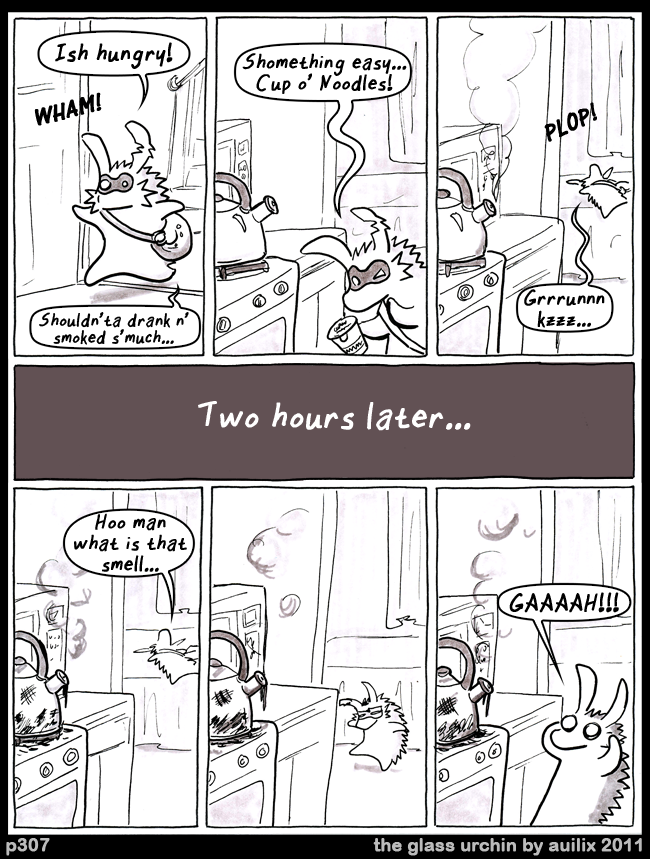 Ish hungry!
WHAM!
Shouldn'ta drank n'
smoked s'much...
Shomething easy...
Cup o' Noodles!
PLOP!
Grrrunnn
kzzz...
Two hours later...
Hoo man
what is that
smell...
GAAAAH!!!
p307
the glass urchin by auilix 2011